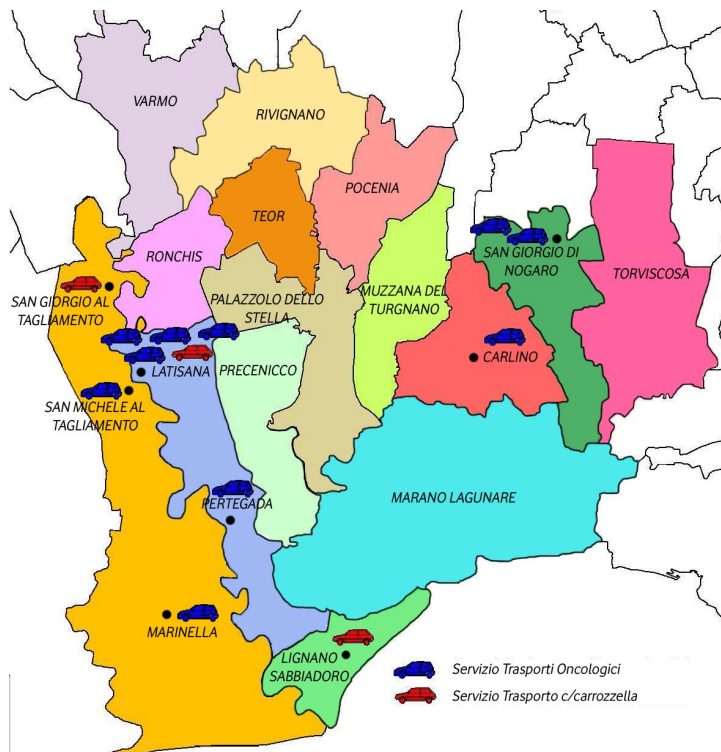 VARMO
RIVIGNANO
POCENIA
TEOR
RONCHIS
SAN GIORGIO DI
NOGARO
TORVISCOSA
SAN GIORGIO AL
TAGLIAMENTO
PALAZZOLO DELLO
STELLA
MUZZANA DEL
TURGNANO
CARLINO
LATISANA
PRECENICCO
SAN MICHELE AL
TAGLIAMENTO
MARANO LAGUNARE
PERTEGADA
MARINELLA
LIGNANO
SABBIADORO
Servizio Trasporti Oncologici
Servizio Trasporto c/carrozzella